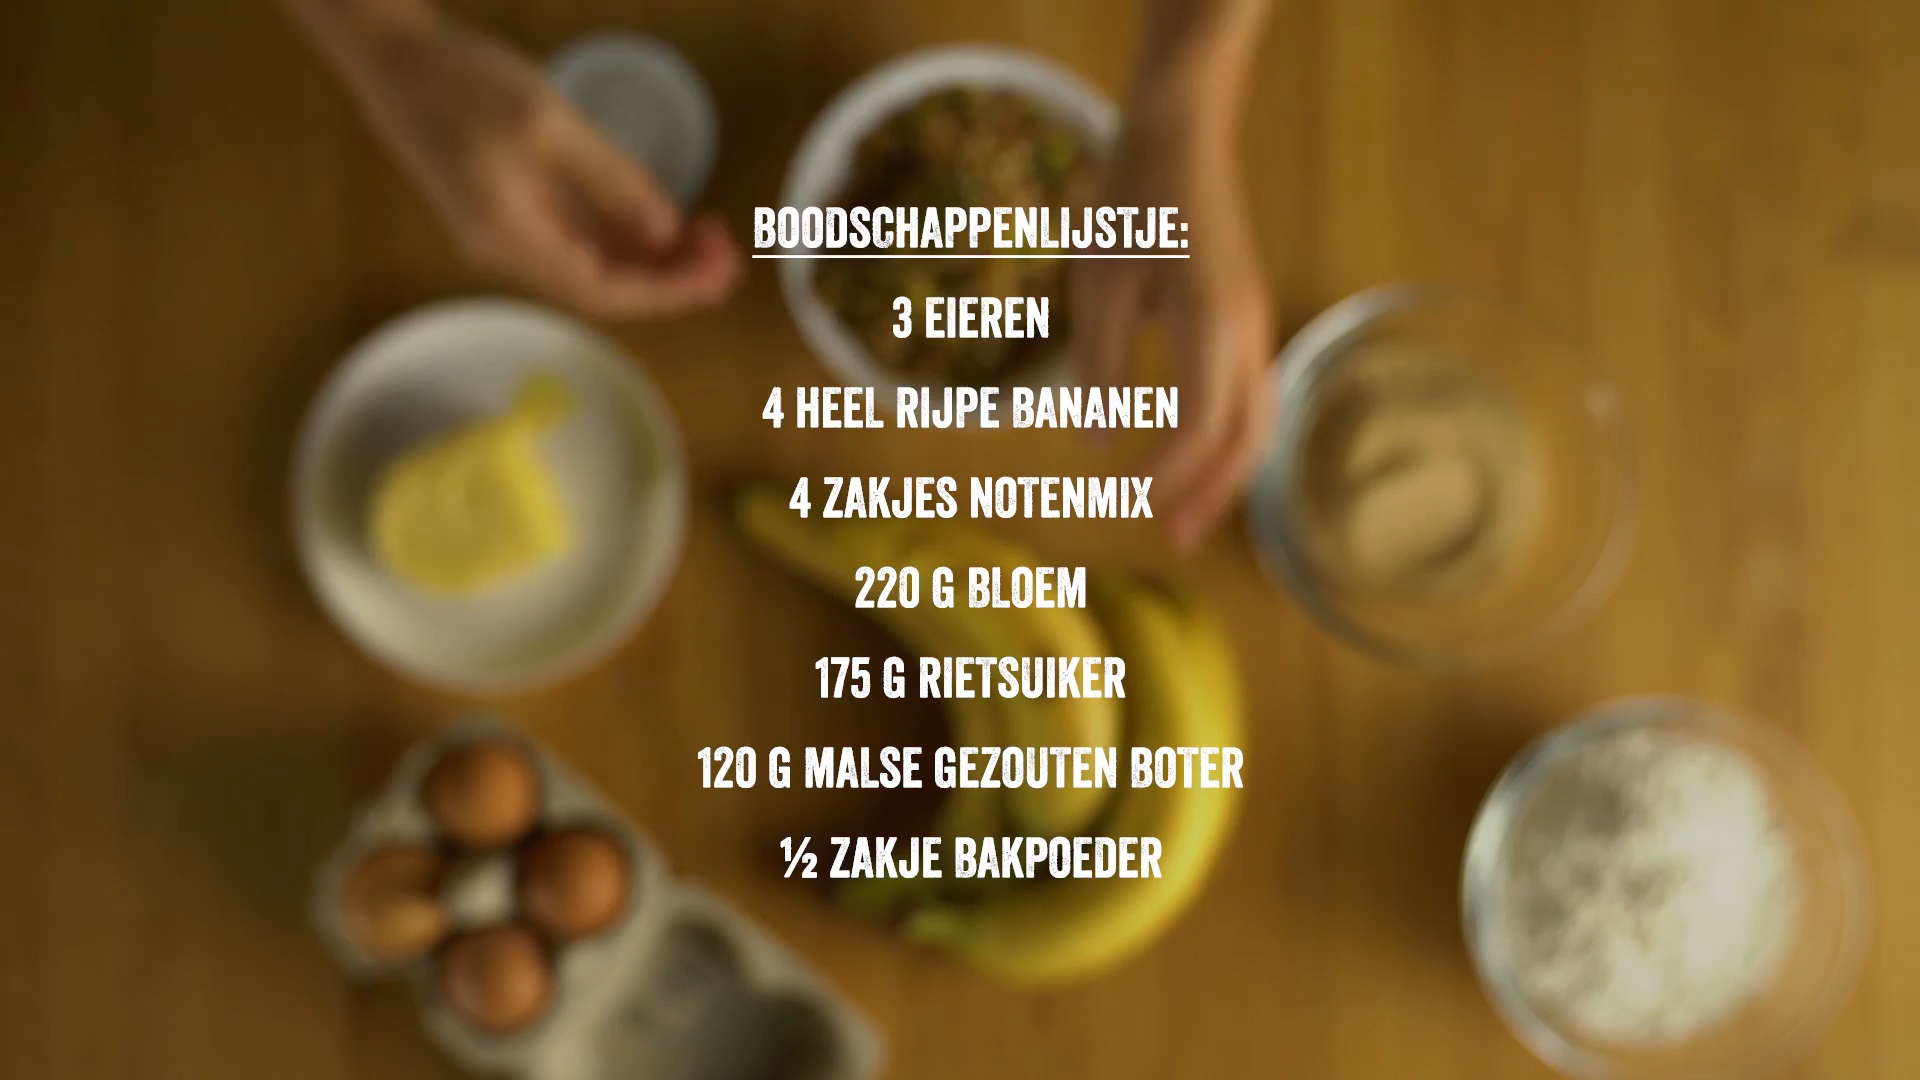 BOODSCHAPPENLIJSTJE:
3 EIEREN
4 HEEL RIJPE BANANEN
4 ZAKJES NOTENMIX
220 G BLOEM
175 G RIETSUIKER
120 G MALSE GEZOUTEN BOTER
½ ZAKJE BAKPOEDER